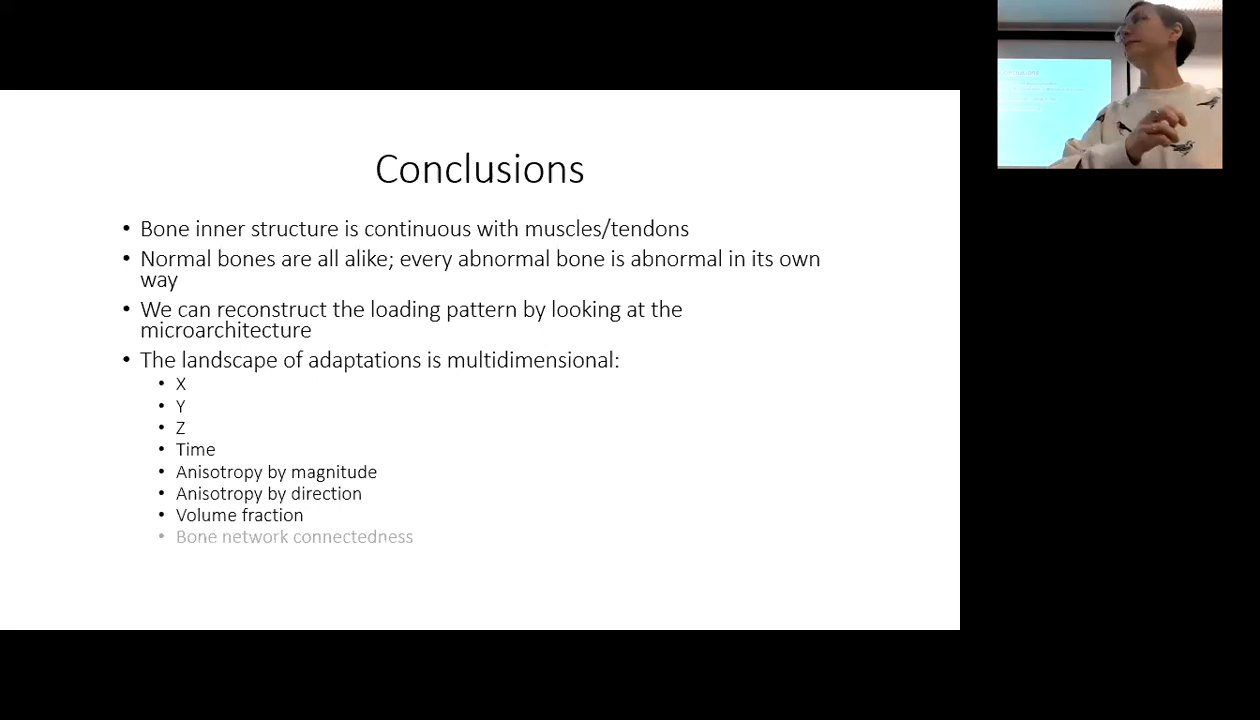 Conclusions
• Bone inner structure is continuous with muscles/tendons
• Normal bones are all alike; every abnormal bone is abnormal in its own
way
• We can reconstruct the loading pattern by looking at the
microarchitecture
• The landscape of adaptations is multidimensional:
• X
• Y
• Z
• Time
• Anisotropy by magnitude
• Anisotropy by direction
• Volume fraction
• Bone network connectedness